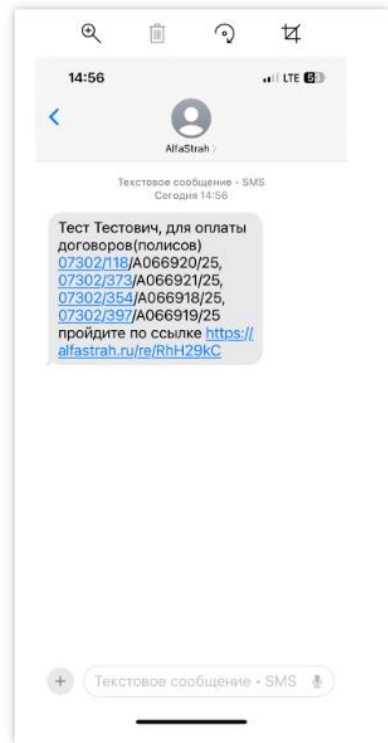 14:56
LTE
AlfaStrah
Текстовое сообщение • SMS
Сегодня 14:56
Тест Тестович, для оплаты
договоров(полисов)
07302/118/A066920/25,
07302/373/A066921/25,
07302/354/A066918/25,
07302/397/A066919/25
пройдите по ссылке https://
alfastrah.ru/re/RhH29kC
Текстовое сообщение • SMS